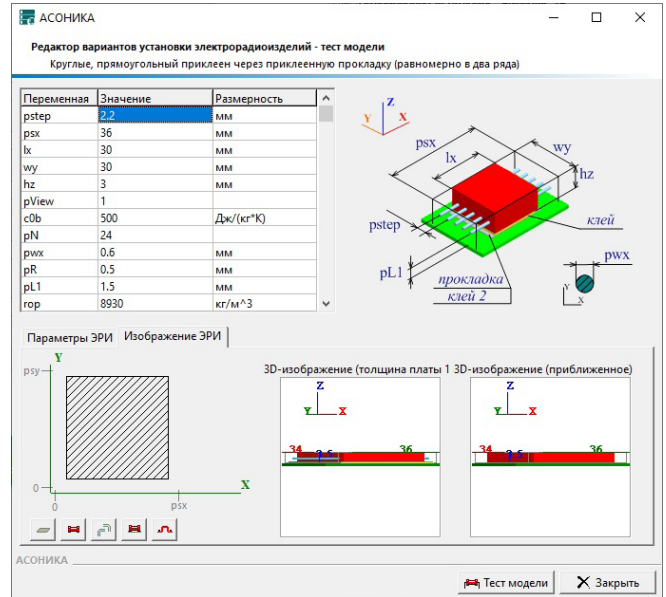 АСОНИКА
Редактор вариантов установки электрорадиоизделий - тест модели
Круглые, прямоугольный приклеен через приклеенную прокладку (равномерно в два ряда)
Переменная Значение Размерность
pstep 2.2 мм
psx 36 мм
lx 30 мм
wy 30 мм
hz 3 мм
pView 1
c0b 500 Дж/(кг*К)
pN 24
pwx 0.6 мм
pR 0.5 мм
pL1 1.5 мм
rop 8930 кг/м^3
Z
Y X
psx
lx
wy
hz
pstep
клей
pL1
прокладка
клей 2
pwx
Y
X
Параметры ЭРИ Изображение ЭРИ
Y
psy
0
X
0 psx
3D-изображение (толщина платы 1 3D-изображение (приближенное)
Z
Y X
34 36
Z
Y X
34 36
АСОНИКА
Тест модели Закрыть